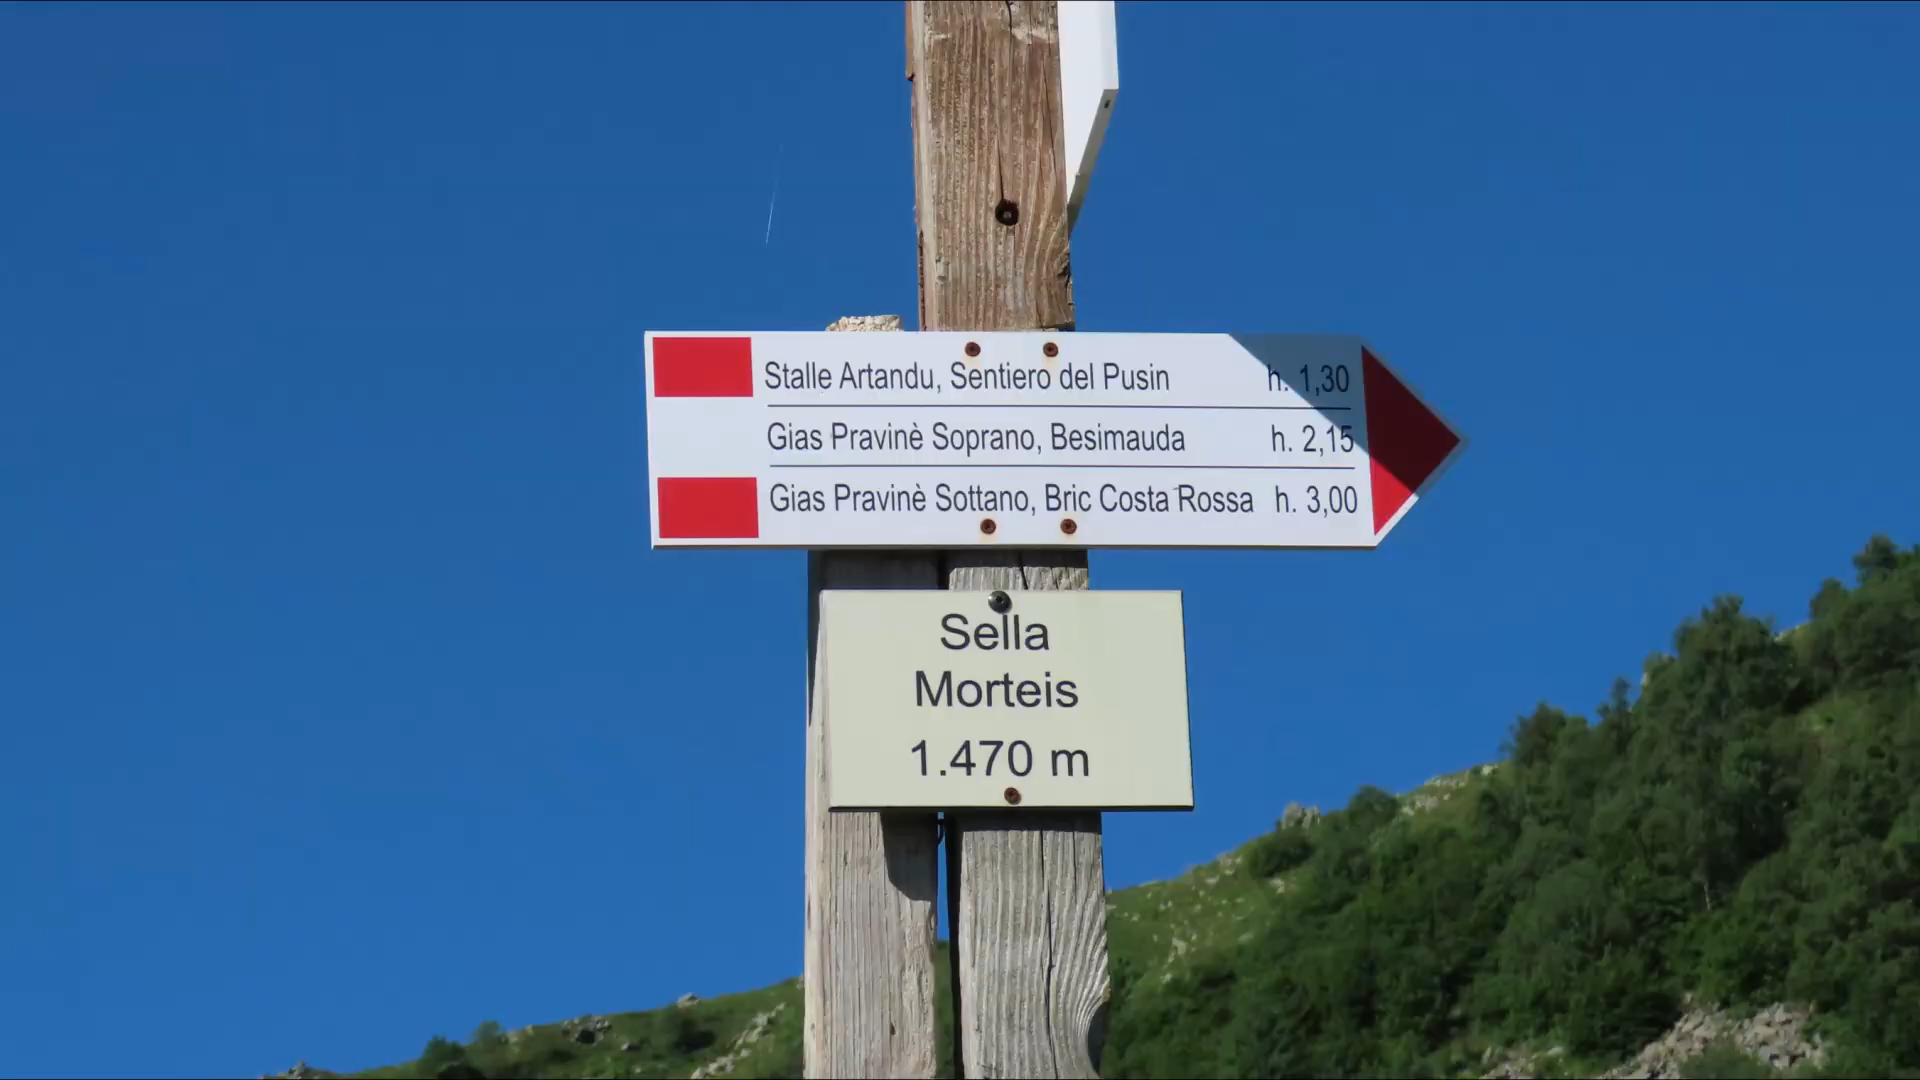 Stalle Artandu, Sentiero del Pusin h. 1,30
Gias Pravinè Soprano, Besimauda h. 2,15
Gias Pravinè Sottano, Bric Costa Rossa h. 3,00
Sella
Morteis
1.470 m